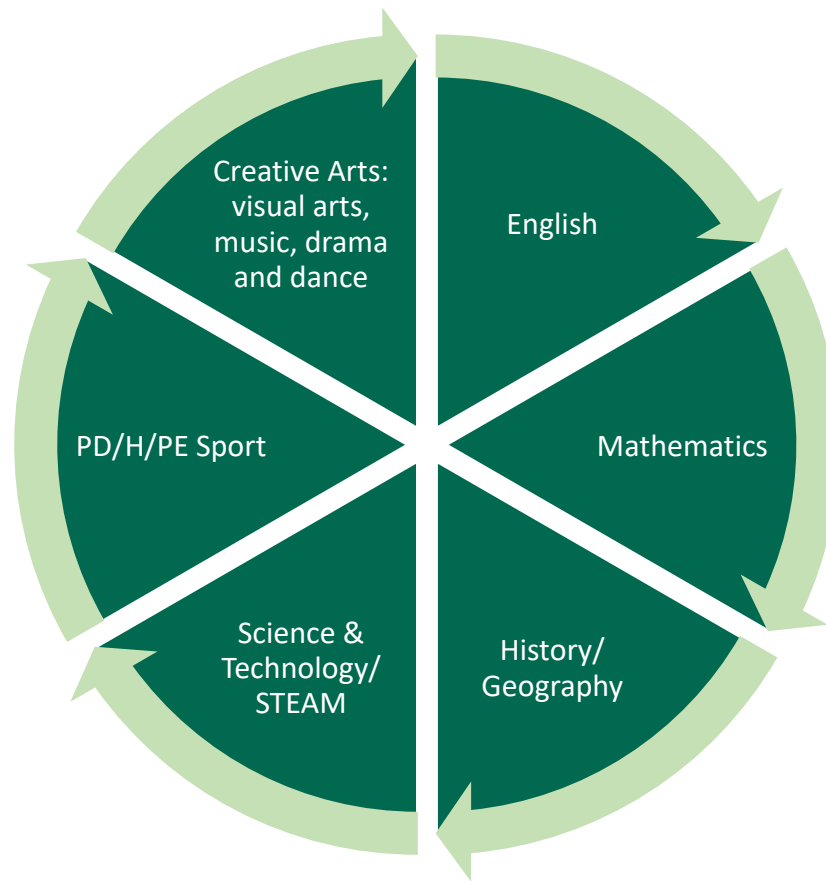 English
Mathematics
History/
Geography
Science &
Technology/
STEAM
PD/H/PE Sport
Creative Arts:
visual arts,
music, drama
and dance